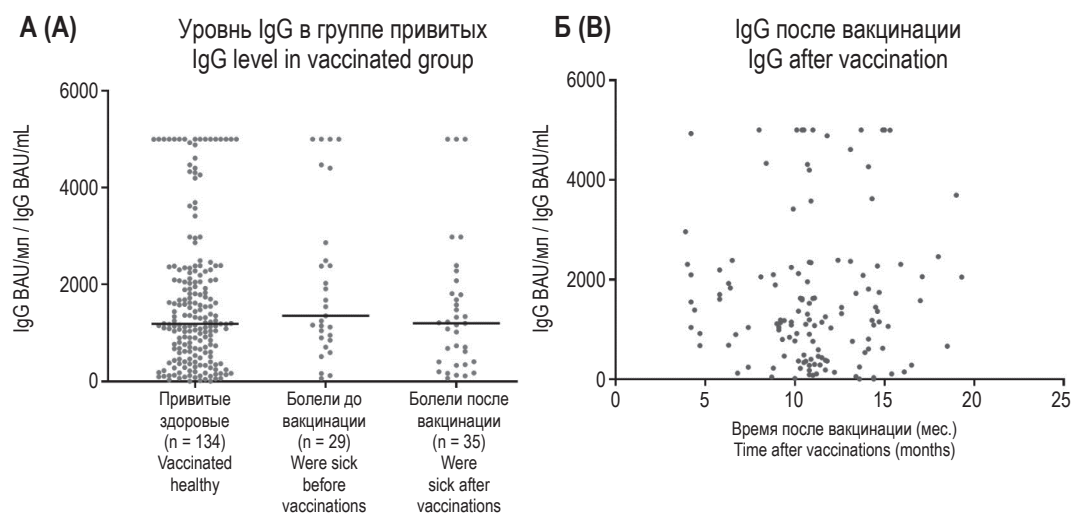 А (A)
Уровнь IgG в группе привитых
IgG level in vaccinated group
IgG BAU/мл / IgG BAU/mL
6000
4000
2000
0
Привитые
здоровые
(n = 134)
Vaccinated
healthy
Болели до
вакцинации
(n = 29)
Were sick
before
vaccinations
Болели после
вакцинации
(n = 35)
Were
sick after
vaccinations
Б (B)
IgG после вакцинации
IgG after vaccination
IgG BAU/мл / IgG BAU/mL
6000
4000
2000
0
0
5
10
15
20
25
Время после вакцинации (мес.)
Time after vaccinations (months)